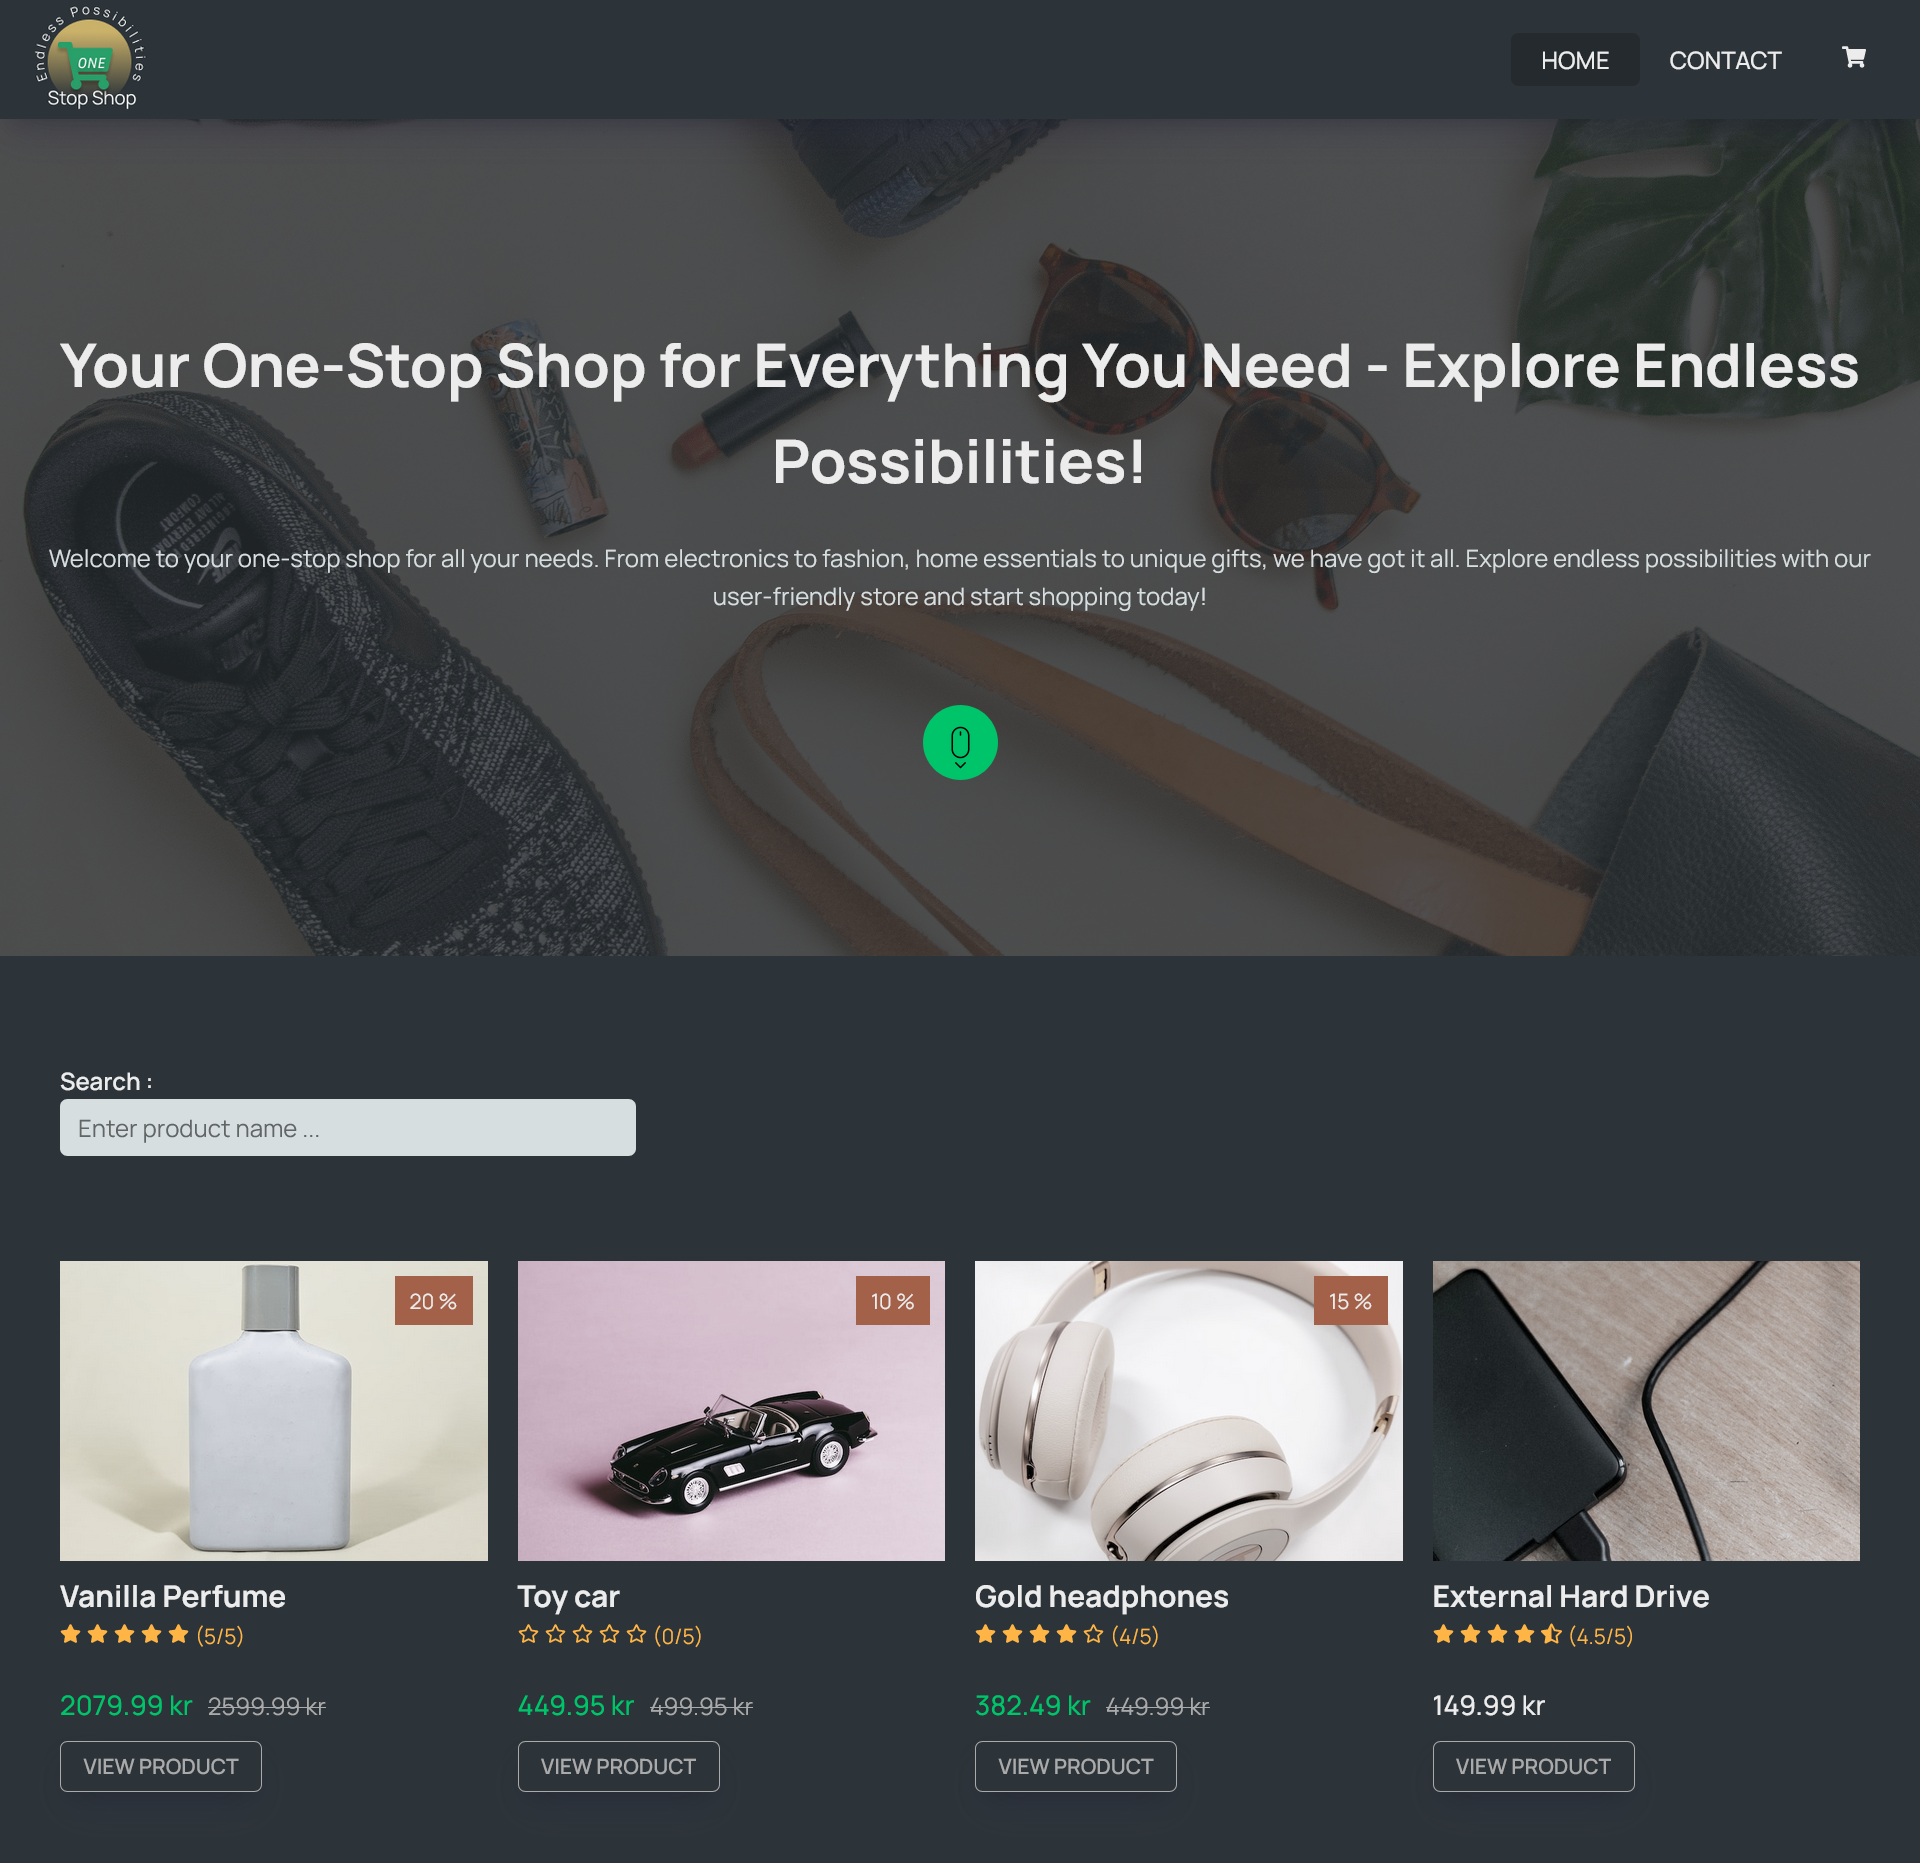 Endless Possibilities
ONE
Stop Shop
HOME
CONTACT
Your One-Stop Shop for Everything You Need - Explore Endless
Possibilities!
Welcome to your one-stop shop for all your needs. From electronics to fashion, home essentials to unique gifts, we have got it all. Explore endless possibilities with our
user-friendly store and start shopping today!
Search :
Enter product name ...
20 %
10 %
15 %
Vanilla Perfume
(5/5)
2079.99 kr 2599.99 kr
VIEW PRODUCT
Toy car
(0/5)
449.95 kr 499.95 kr
VIEW PRODUCT
Gold headphones
(4/5)
382.49 kr 449.99 kr
VIEW PRODUCT
External Hard Drive
(4.5/5)
149.99 kr
VIEW PRODUCT